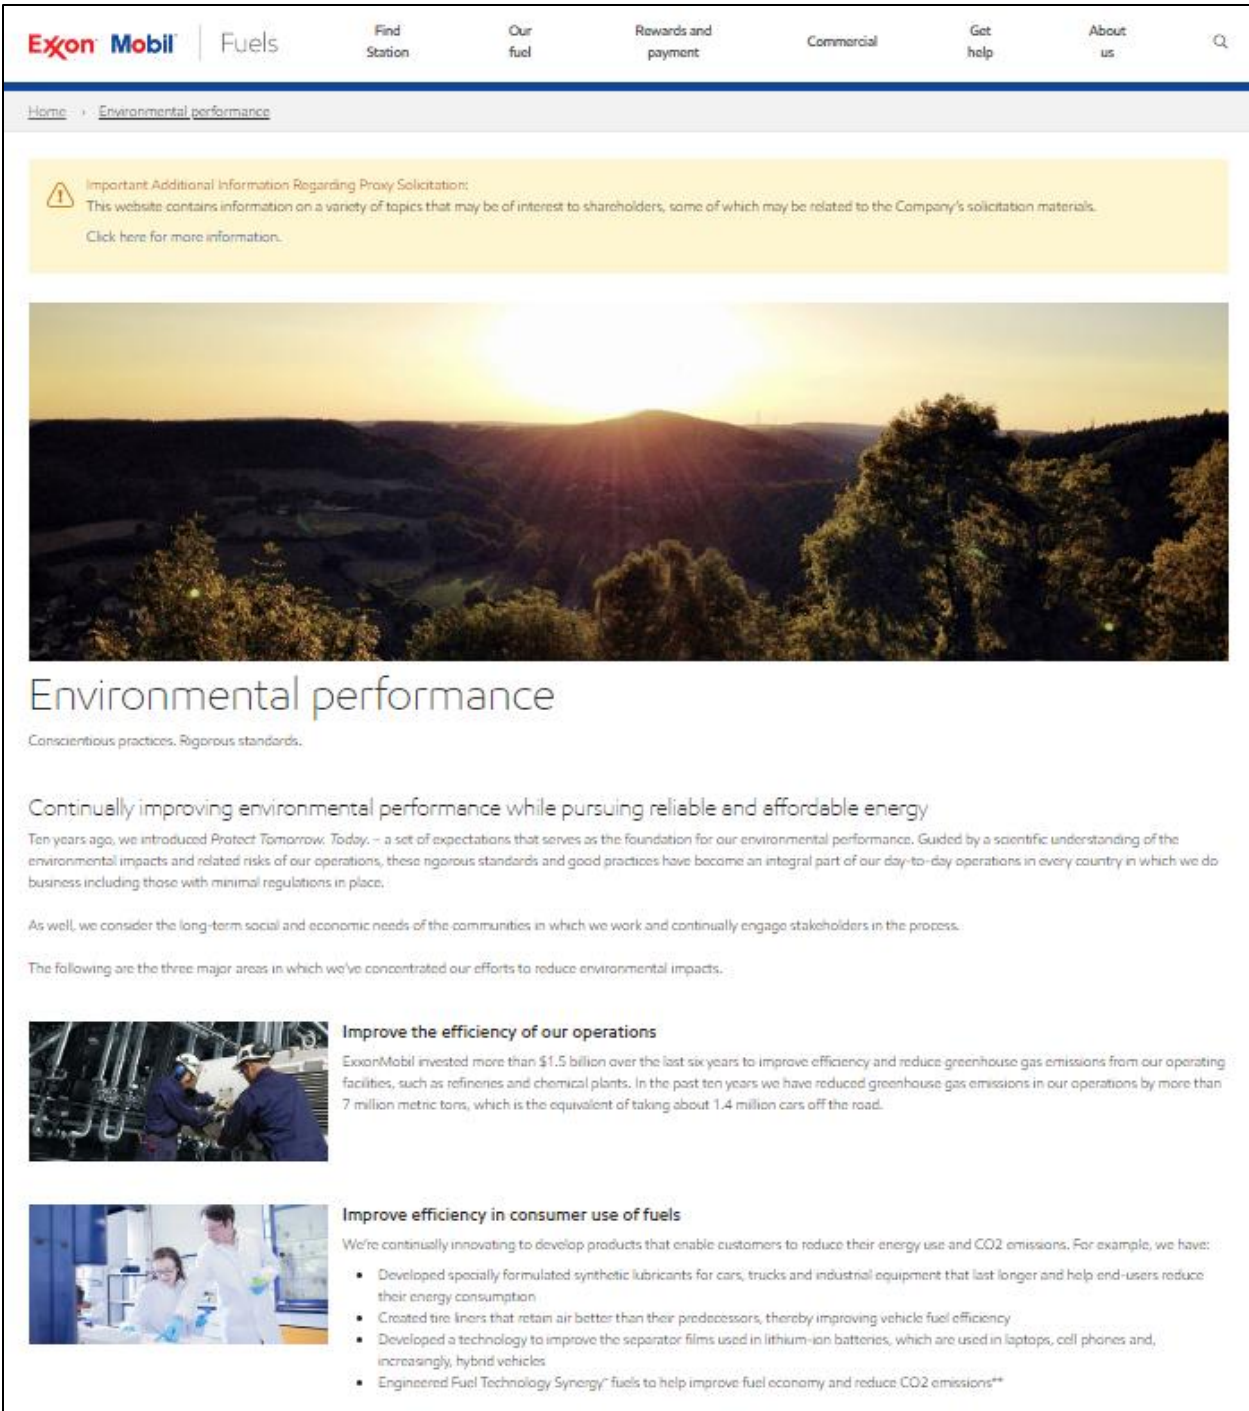 Exxon Mobil Fuels
Find Station
Our fuel
Rewards and payment
Commercial
Get help
About us
Home › Environmental performance
Important Additional Information Regarding Proxy Solicitation:
This website contains information on a variety of topics that may be of interest to shareholders, some of which may be related to the Company's solicitation materials.
Click here for more information.
Environmental performance
Conscientious practices. Rigorous standards.
Continually improving environmental performance while pursuing reliable and affordable energy
Ten years ago, we introduced Protect Tomorrow. Today. – a set of expectations that serves as the foundation for our environmental performance. Guided by a scientific understanding of the
environmental impacts and related risks of our operations, these rigorous standards and good practices have become an integral part of our day-to-day operations in every country in which we do
business including those with minimal regulations in place.
As well, we consider the long-term social and economic needs of the communities in which we work and continually engage stakeholders in the process.
The following are the three major areas in which we've concentrated our efforts to reduce environmental impacts.
Improve the efficiency of our operations
ExxonMobil invested more than $1.5 billion over the last six years to improve efficiency and reduce greenhouse gas emissions from our operating
facilities, such as refineries and chemical plants. In the past ten years we have reduced greenhouse gas emissions in our operations by more than
7 million metric tons, which is the equivalent of taking about 1.4 million cars off the road.
Improve efficiency in consumer use of fuels
We're continually innovating to develop products that enable customers to reduce their energy use and CO2 emissions. For example, we have:
• Developed specially formulated synthetic lubricants for cars, trucks and industrial equipment that last longer and help end-users reduce
their energy consumption
• Created tire liners that retain air better than their predecessors, thereby improving vehicle fuel efficiency
• Developed a technology to improve the separator films used in lithium-ion batteries, which are used in laptops, cell phones and,
increasingly, hybrid vehicles
• Engineered Fuel Technology Synergy™ fuels to help improve fuel economy and reduce CO2 emissions**